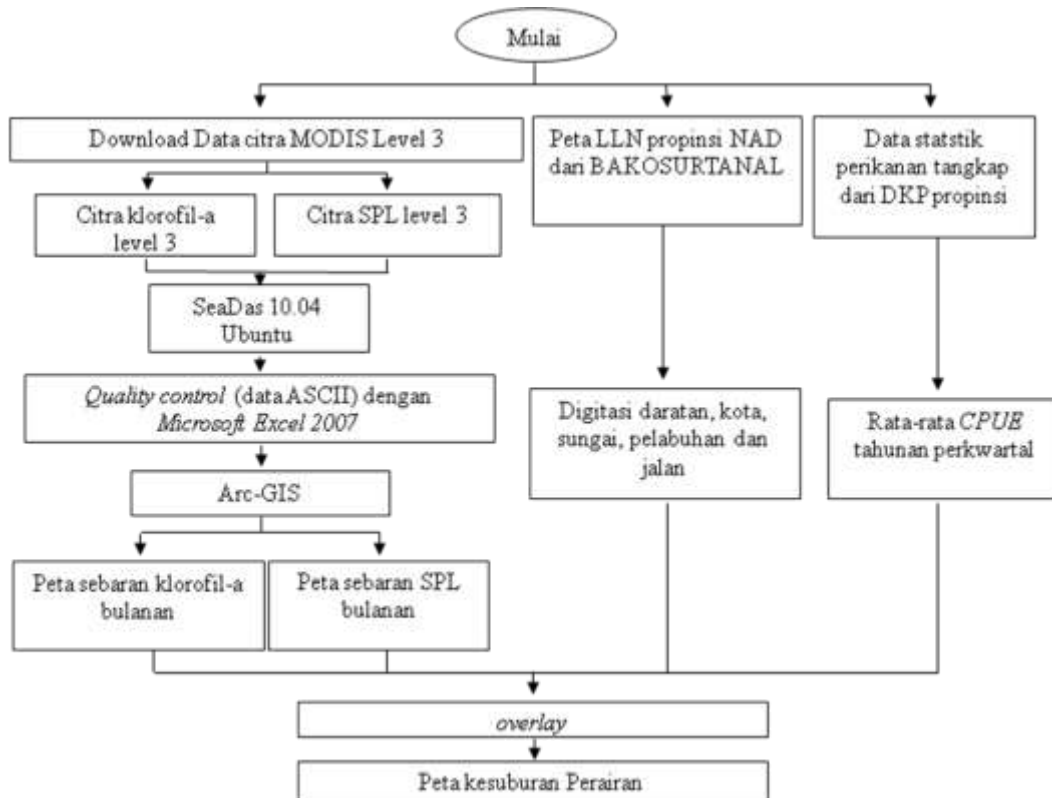 Mulai
Download Data citra MODIS Level 3
Peta LLN propinsi NAD
dari BAKOSURTANAL
Data statstik
perikanan tangkap
dari DKP propinsi
Citra klorofil-a
level 3
Citra SPL level 3
SeaDas 10.04
Ubuntu
Quality control (data ASCII) dengan
Microsoft Excel 2007
Digitasi daratan, kota,
sungai, pelabuhan dan
jalan
Rata-rata CPUE
tahunan perkwartal
Arc-GIS
Peta sebaran klorofil-a
bulanan
Peta sebaran SPL
bulanan
overlay
Peta kesuburan Perairan